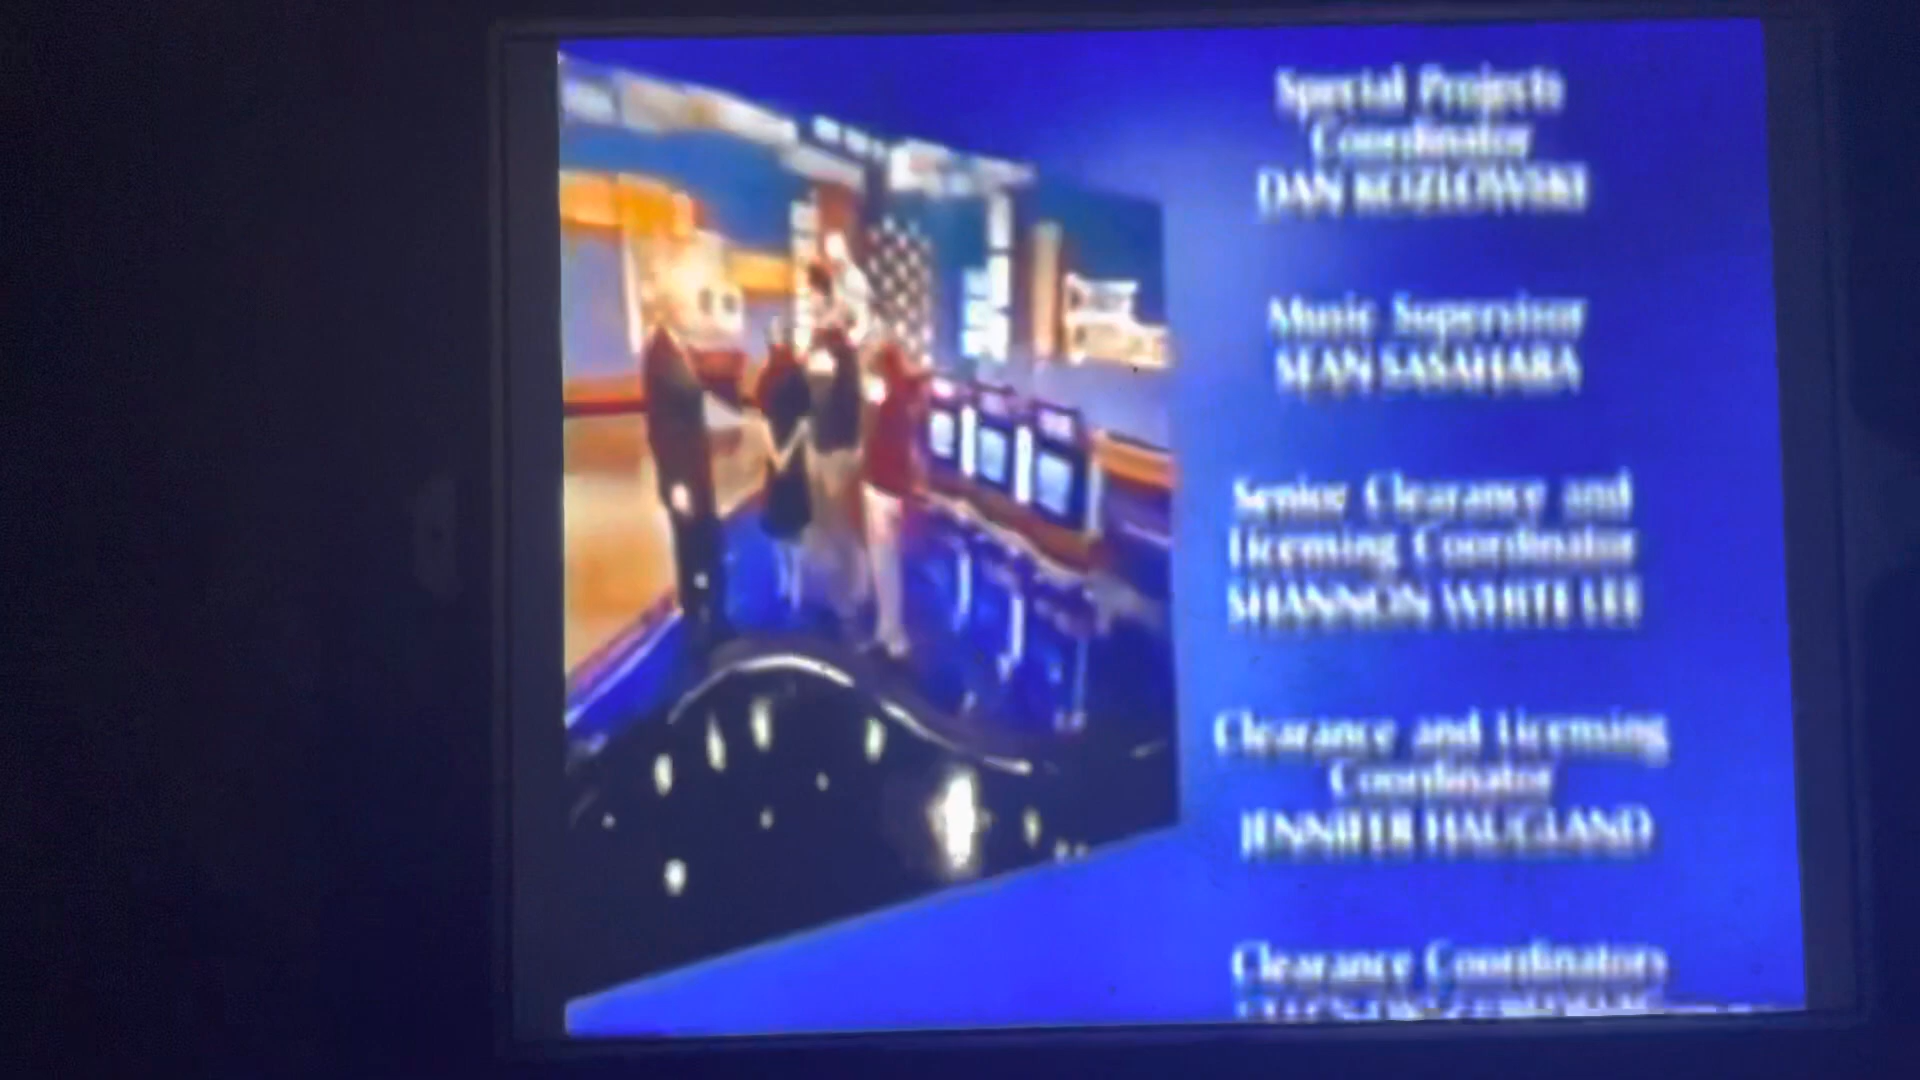 Special Projects
Coordinator
DAN KOZLOWSKI
Music Supervisor
SEAN SASAHARA
Senior Clearance and
Licensing Coordinator
SHANNON WHITE LEE
Clearance and Licensing
Coordinator
JENNIFER HAUGLAND
Clearance Coordinators